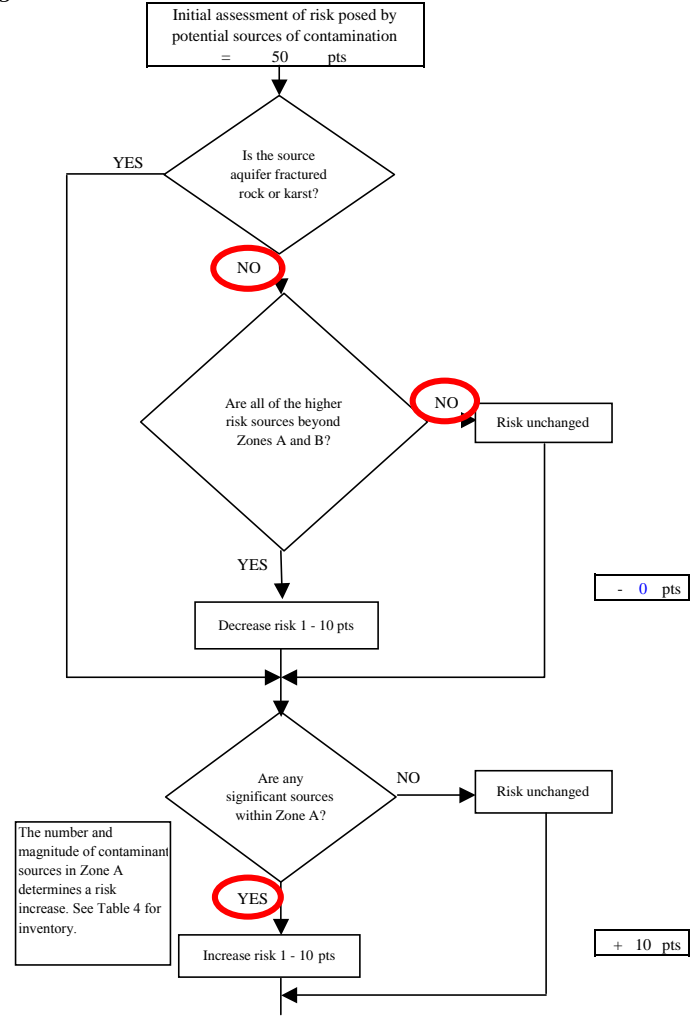 Initial assessment of risk posed by
potential sources of contamination
= 50 pts
YES
Is the source
aquifer fractured
rock or karst?
NO
Are all of the higher
risk sources beyond
Zones A and B?
NO
Risk unchanged
YES
- 0 pts
Decrease risk 1 - 10 pts
Are any
significant sources
within Zone A?
NO
Risk unchanged
The number and
magnitude of contaminant
sources in Zone A
determines a risk
increase. See Table 4 for
inventory.
YES
Increase risk 1 - 10 pts
+ 10 pts